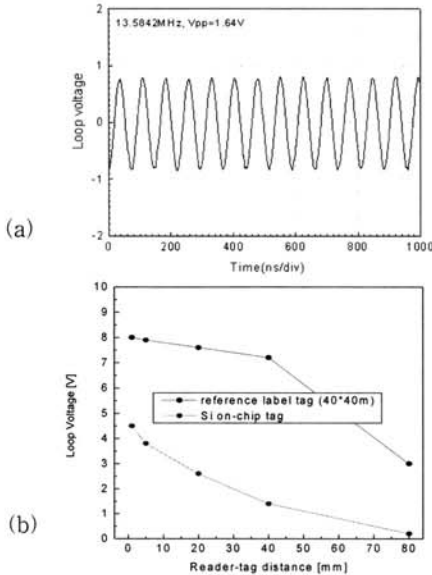 2
13.5842MHz, Vpp=1.64V
1
0
-1
-2
Loop voltage
0 200 400 600 800 1000
Time(ns/div)
(a)
10
9
8
7
6
5
4
3
2
1
0
Loop Voltage [V]
reference label tag (40*40m)
Si on-chip tag
0 10 20 30 40 50 60 70 80
Reader-tag distance [mm]
(b)